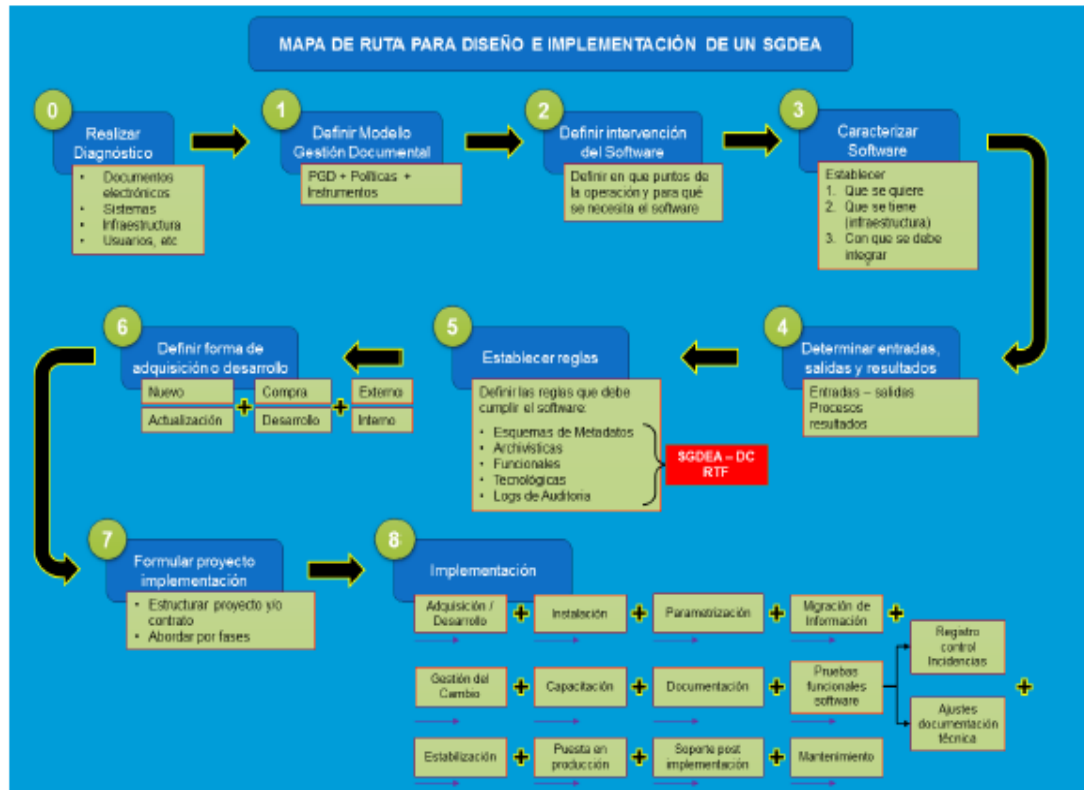 MAPA DE RUTA PARA DISEÑO E IMPLEMENTACIÓN DE UN SGDEA
0
Realizar
Diagnóstico
• Documentos
electrónicos
• Sistemas
• Infraestructura
• Usuarios, etc
1
Definir Modelo
Gestión Documental
PGD + Políticas +
Instrumentos
2
Definir intervención
del Software
Definir en que puntos de
la operación y para qué
se necesita el software
3
Caracterizar
Software
Establecer
1. Que se quiere
2. Que se tiene
(infraestructura)
3. Con que se debe
integrar
4
Determinar entradas,
salidas y resultados
Entradas – salidas
Procesos
resultados
5
Establecer reglas
Definir las reglas que debe
cumplir el software:
• Esquemas de Metadatos
• Archivísticas
• Funcionales
• Tecnológicas
• Logs de Auditoria
SGDEA – DC
RTF
6
Definir forma de
adquisición o desarrollo
Nuevo + Compra + Externo
Actualización Desarrollo Interno
7
Formular proyecto
implementación
• Estructurar proyecto y/o
contrato
• Abordar por fases
8
Implementación
Adquisición /
Desarrollo
+
Instalación
+
Parametrización
+
Migración de
Información
+
Gestión del
Cambio
+
Capacitación
+
Documentación
+
Pruebas
funcionales
software
Registro
control
Incidencias
Ajustes
documentación
técnica
+
Estabilización
+
Puesta en
producción
+
Soporte post
implementación
+
Mantenimiento